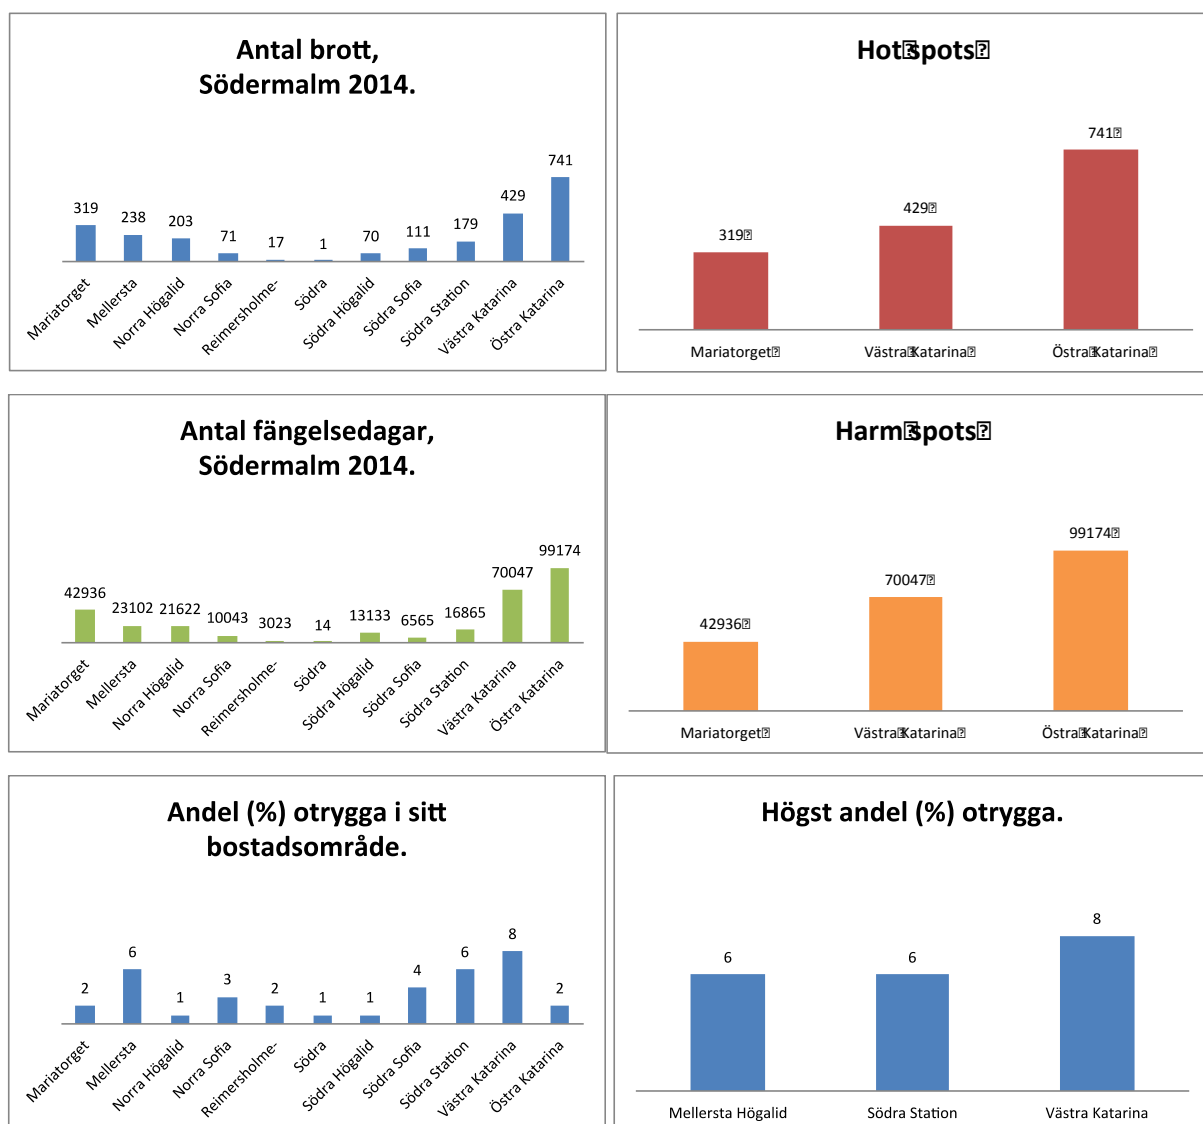 Antal brott,
Södermalm 2014.
319
238
203
71
17
1
70
111
179
429
741
Mariatorget
Mellersta
Norra Högalid
Norra Sofia
Reimersholme-
Södra
Södra Högalid
Södra Sofia
Södra Station
Västra Katarina
Östra Katarina
Hot spots
319
429
741
Mariatorget
Västra Katarina
Östra Katarina
Antal fängelsedagar,
Södermalm 2014.
42936
23102
21622
10043
3023
14
13133
6565
16865
70047
99174
Mariatorget
Mellersta
Norra Högalid
Norra Sofia
Reimersholme-
Södra
Södra Högalid
Södra Sofia
Södra Station
Västra Katarina
Östra Katarina
Harm spots
42936
70047
99174
Mariatorget
Västra Katarina
Östra Katarina
Andel (%) otrygga i sitt
bostadsområde.
2
6
1
3
2
1
1
4
6
8
2
Mariatorget
Mellersta
Norra Högalid
Norra Sofia
Reimersholme-
Södra
Södra Högalid
Södra Sofia
Södra Station
Västra Katarina
Östra Katarina
Högst andel (%) otrygga.
6
6
8
Mellersta Högalid
Södra Station
Västra Katarina